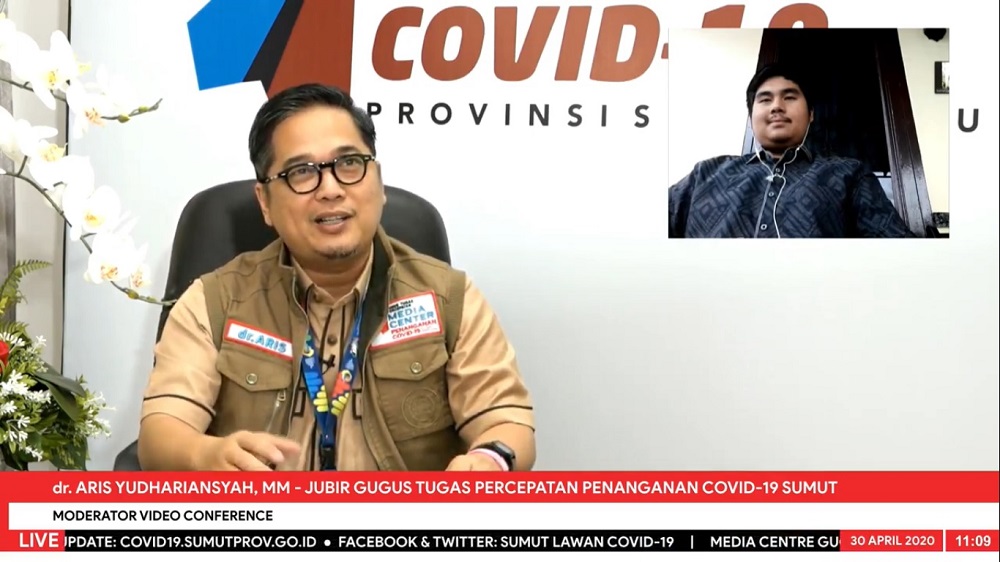 COVID-19
PROVINSI S U
dr.ARIS
MEDIA
CENTER
PENANGANAN
COVID-19
dr. ARIS YUDHARIANSYAH, MM - JUBIR GUGUS TUGAS PERCEPATAN PENANGANAN COVID-19 SUMUT
MODERATOR VIDEO CONFERENCE
LIVE UPDATE: COVID19.SUMUTPROV.GO.ID ● FACEBOOK & TWITTER: SUMUT LAWAN COVID-19 | MEDIA CENTRE GU 30 APRIL 2020 11:09